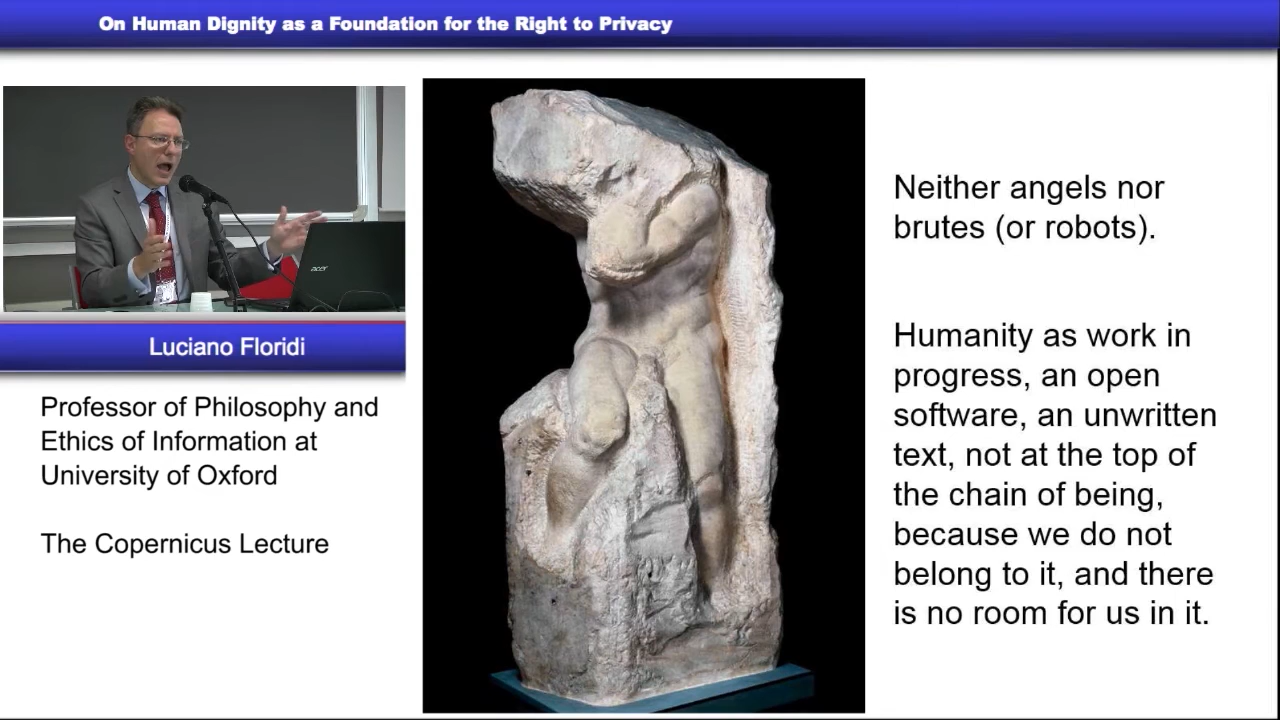 On Human Dignity as a Foundation for the Right to Privacy
acer
Luciano Floridi
Professor of Philosophy and
Ethics of Information at
University of Oxford
The Copernicus Lecture
Neither angels nor
brutes (or robots).
Humanity as work in
progress, an open
software, an unwritten
text, not at the top of
the chain of being,
because we do not
belong to it, and there
is no room for us in it.